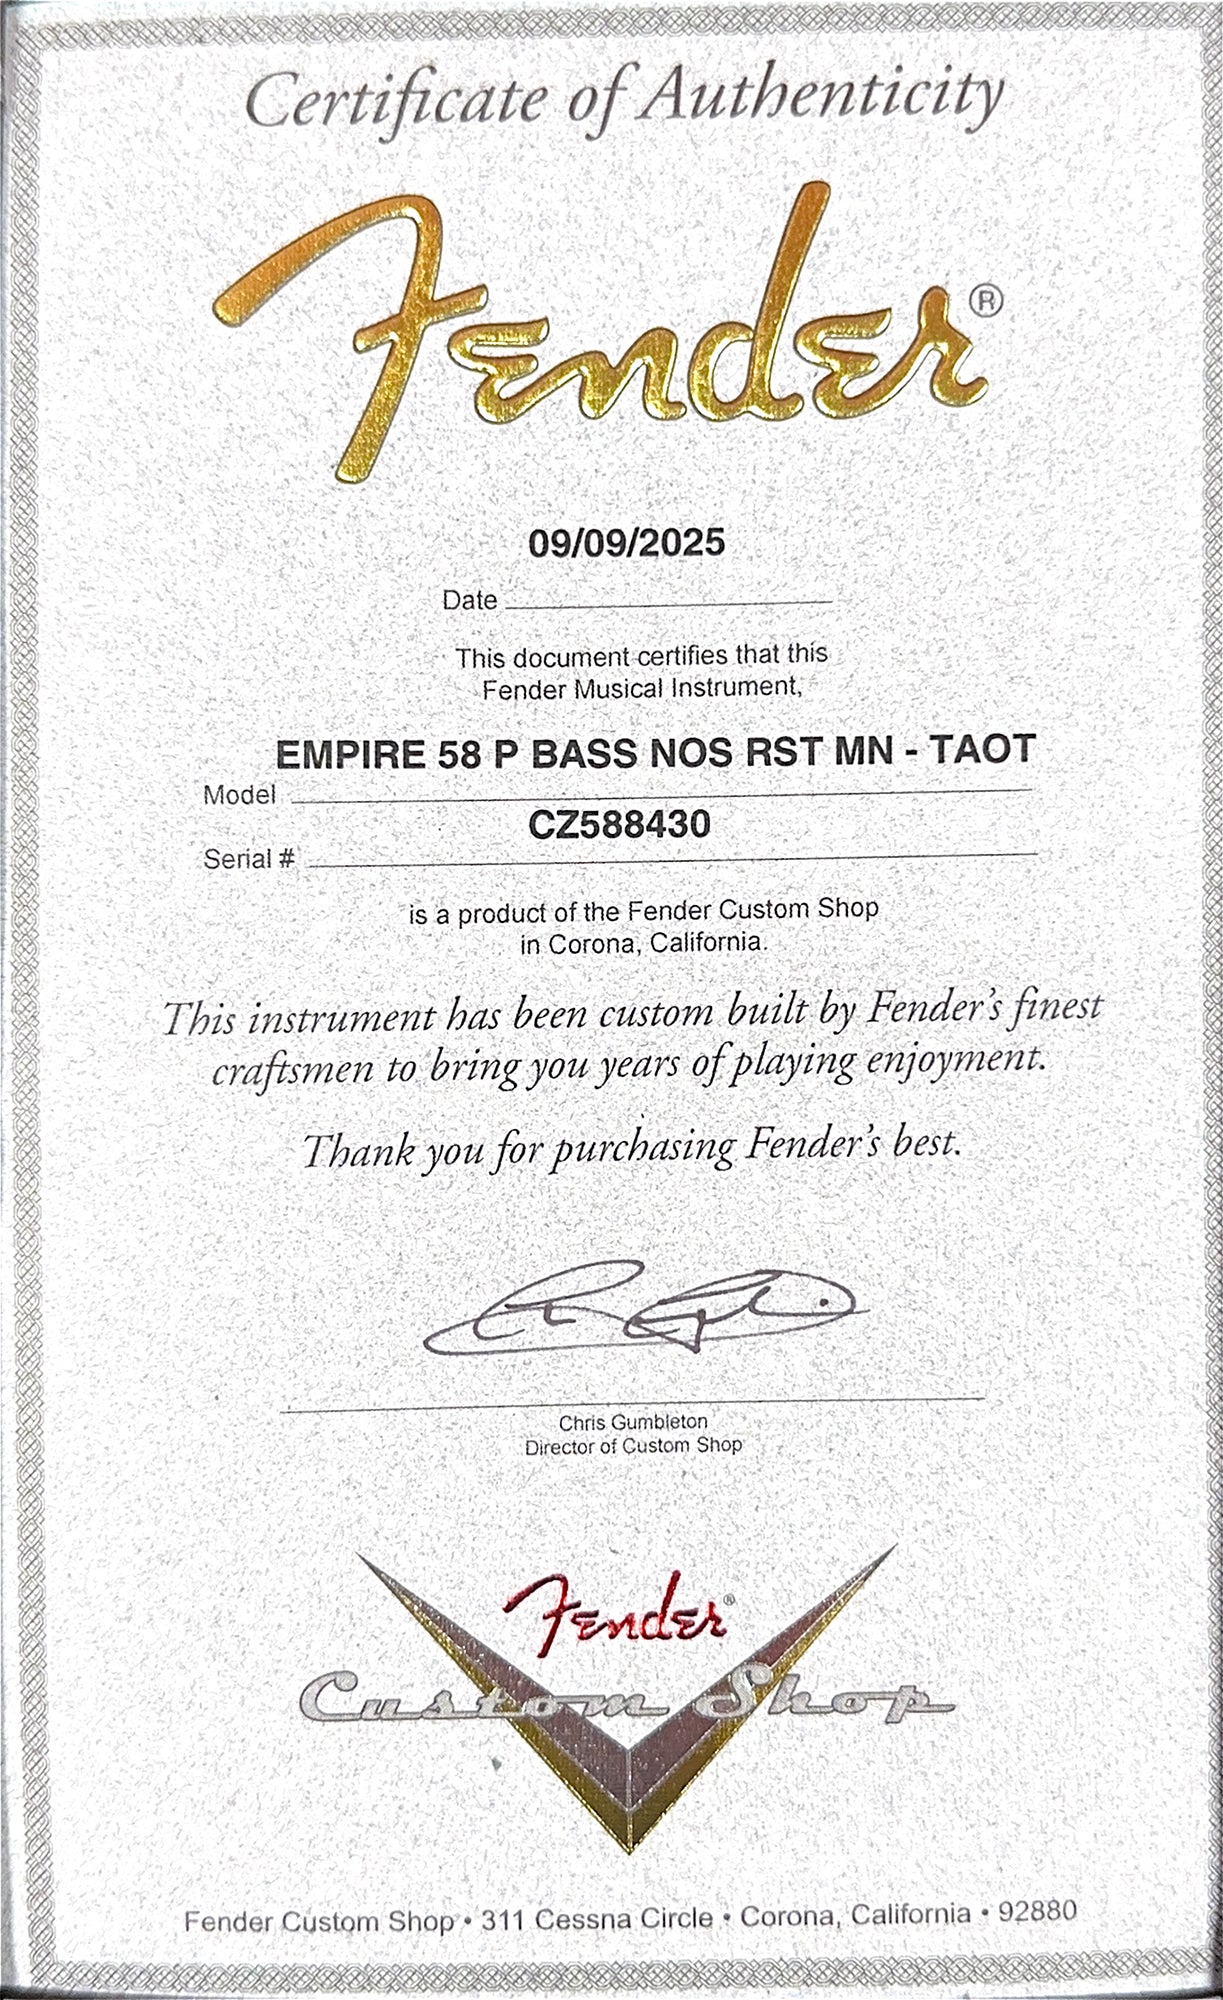 Certificate of Authenticity
Fender®
09/09/2025
Date
This document certifies that this
Fender Musical Instrument,
EMPIRE 58 P BASS NOS RST MN - TAOT
Model
CZ588430
Serial #
is a product of the Fender Custom Shop
in Corona, California.
This instrument has been custom built by Fender's finest
craftsmen to bring you years of playing enjoyment.
Thank you for purchasing Fender's best.
Chris Gumbleton
Director of Custom Shop
Fender®
Custom Shop
Fender Custom Shop • 311 Cessna Circle • Corona, California • 92880